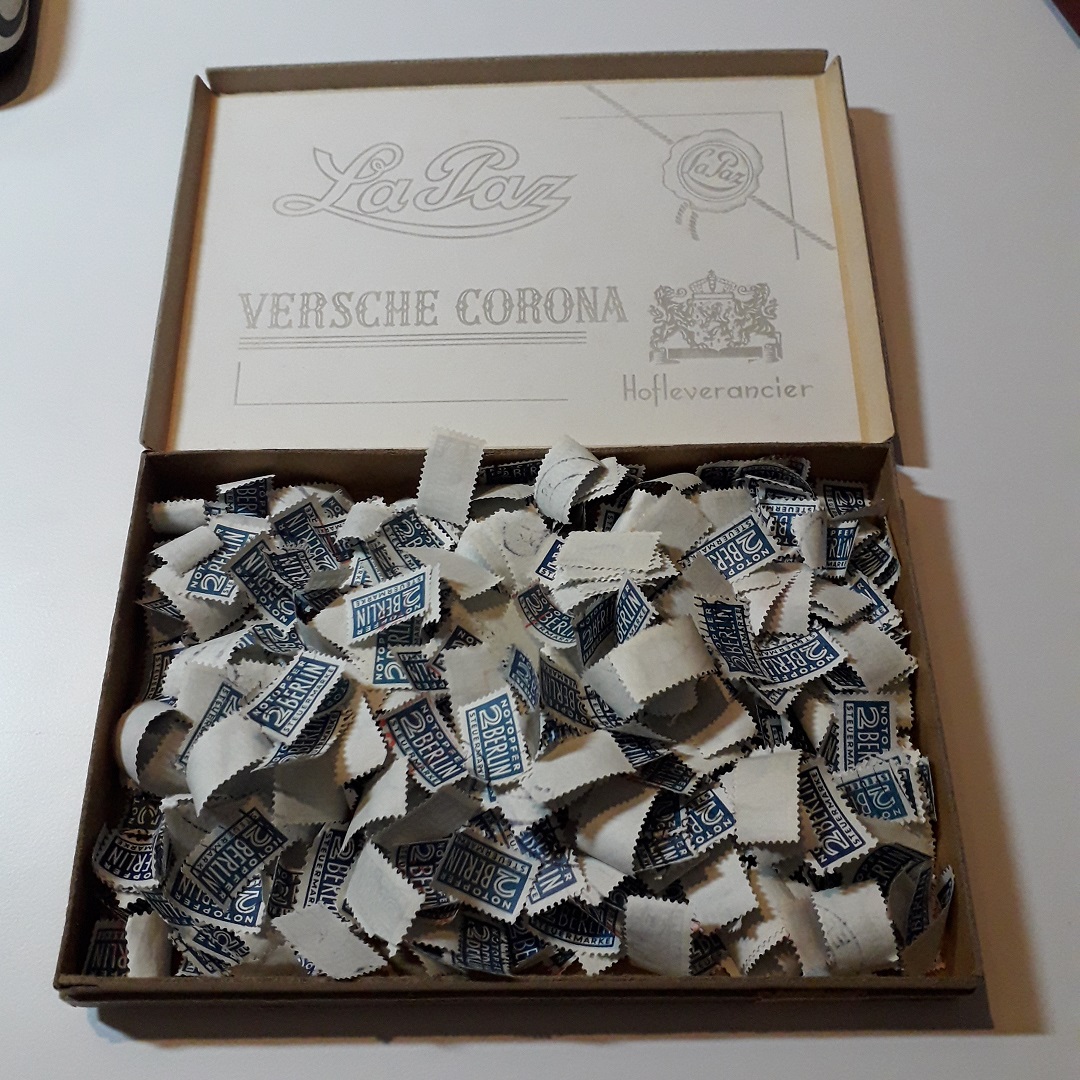 La Paz
La Paz
VERSCHE CORONA
Hofleverancier
NOTOPFER
2 BERLIN
STEUERMARKE